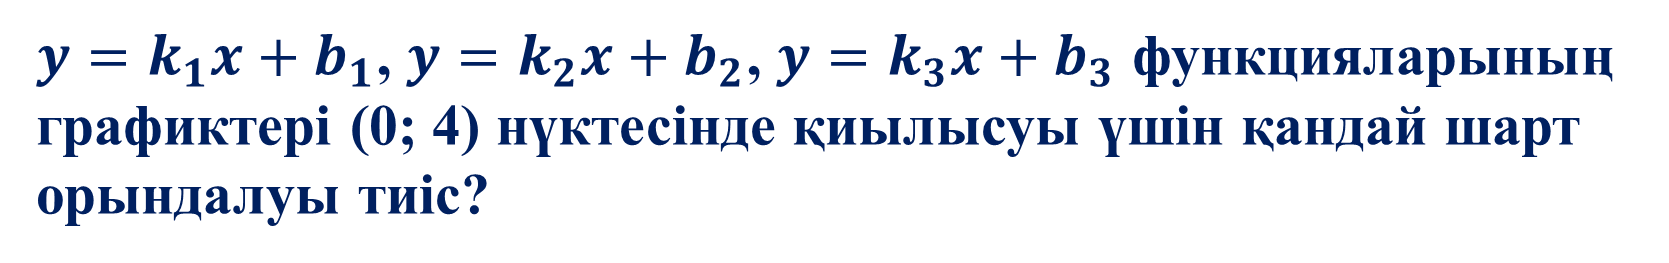 y = k₁x + b₁, y = k₂x + b₂, y = k₃x + b₃ функцияларының
графиктері (0; 4) нүктесінде қиылысуы үшін қандай шарт
орындалуы тиіс?